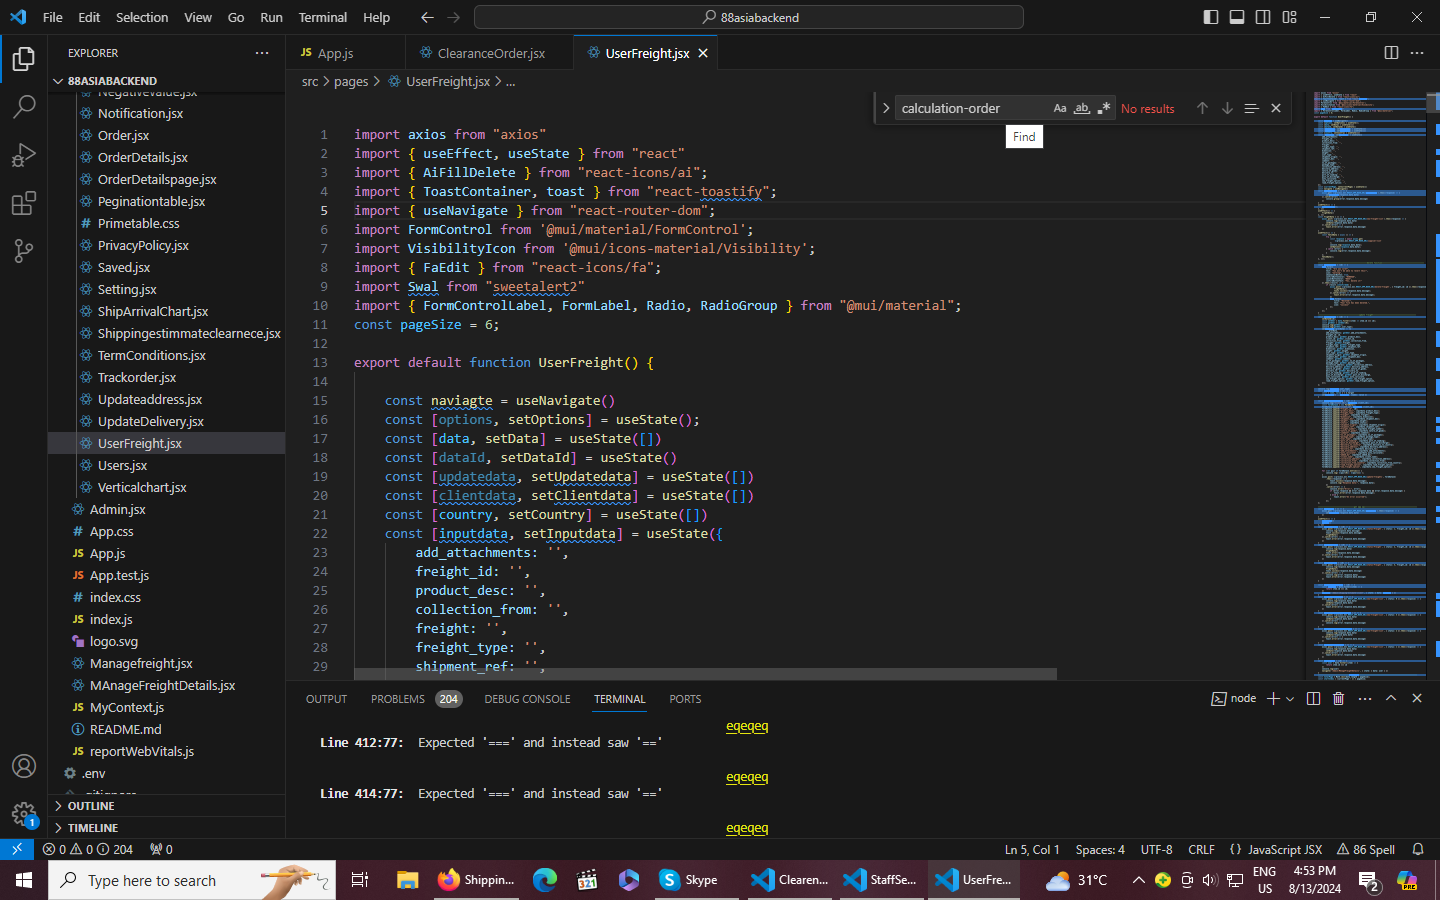 File Edit Selection View Go Run Terminal Help
88asiabackend
EXPLORER
88ASIABACKEND
NegativeValue.jsx
Notification.jsx
Order.jsx
OrderDetails.jsx
OrderDetailspage.jsx
Peginationtable.jsx
# Primetable.css
PrivacyPolicy.jsx
Saved.jsx
Setting.jsx
ShipArrivalChart.jsx
Shippingestimmateclearnece.jsx
TermConditions.jsx
Trackorder.jsx
Updateaddress.jsx
UpdateDelivery.jsx
UserFreight.jsx
Users.jsx
Verticalchart.jsx
Admin.jsx
# App.css
JS App.js
JS App.test.js
# index.css
JS index.js
logo.svg
Managefreight.jsx
MAnageFreightDetails.jsx
JS MyContext.js
README.md
JS reportWebVitals.js
.env
.gitignore
OUTLINE
TIMELINE
JS App.js
ClearanceOrder.jsx
UserFreight.jsx
src > pages > UserFreight.jsx > ...
calculation-order
Aa ab .*
No results
Find
1 import axios from "axios"
2 import { useEffect, useState } from "react"
3 import { AiFillDelete } from "react-icons/ai";
4 import { ToastContainer, toast } from "react-toastify";
5 import { useNavigate } from "react-router-dom";
6 import FormControl from '@mui/material/FormControl';
7 import VisibilityIcon from '@mui/icons-material/Visibility';
8 import { FaEdit } from "react-icons/fa";
9 import Swal from "sweetalert2"
10 import { FormControlLabel, FormLabel, Radio, RadioGroup } from "@mui/material";
11 const pageSize = 6;
12
13 export default function UserFreight() {
14
15 const naviagte = useNavigate()
16 const [options, setOptions] = useState();
17 const [data, setData] = useState([])
18 const [dataId, setDataId] = useState()
19 const [updatedata, setUpdatedata] = useState([])
20 const [clientdata, setClientdata] = useState([])
21 const [country, setCountry] = useState([])
22 const [inputdata, setInputdata] = useState({
23 add_attachments: '',
24 freight_id: '',
25 product_desc: '',
26 collection_from: '',
27 freight: '',
28 freight_type: '',
29 shipment_ref: '',
OUTPUT PROBLEMS 204 DEBUG CONSOLE TERMINAL PORTS
node
eqeqeq
Line 412:77: Expected '===' and instead saw '=='
eqeqeq
Line 414:77: Expected '===' and instead saw '=='
eqeqeq
1
0 0 204 0
Ln 5, Col 1 Spaces: 4 UTF-8 CRLF {} JavaScript JSX 86 Spell
Type here to search
321
Shippin...
Skype
Clearen...
StaffSe...
UserFre...
31°C
ENG
US
4:53 PM
8/13/2024
2
PRE